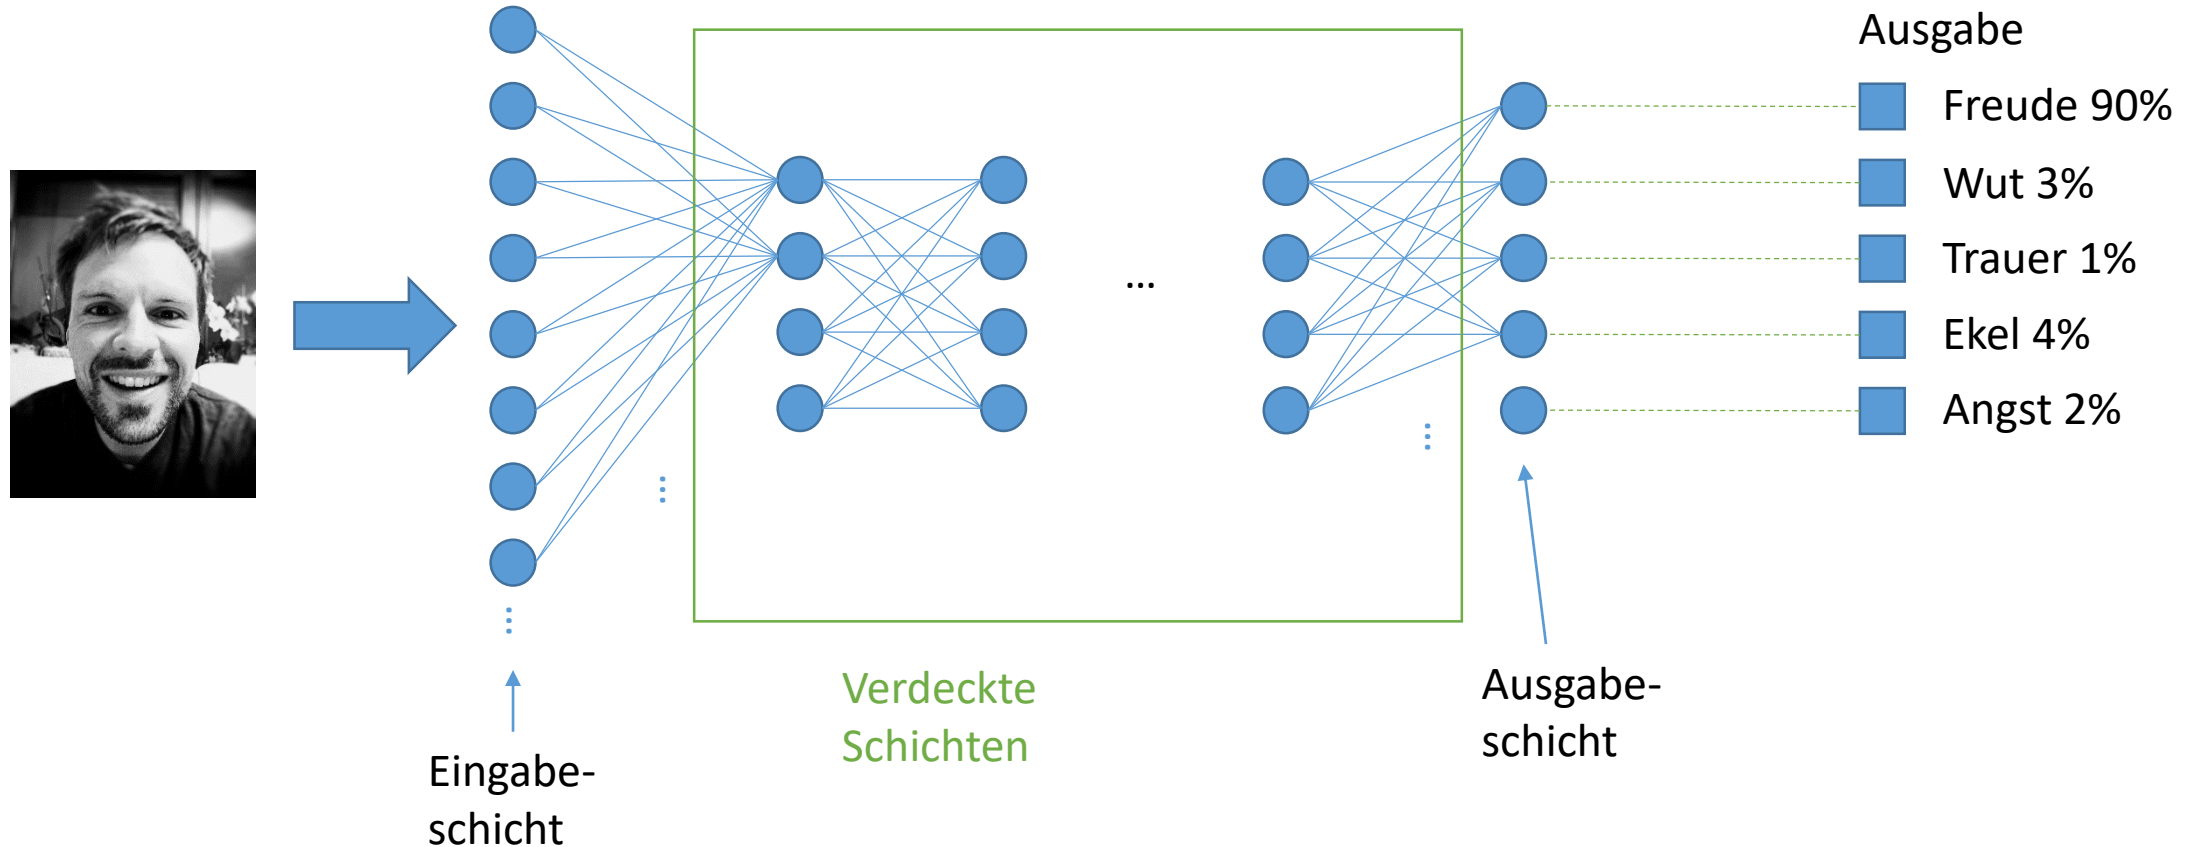 Ausgabe
Freude 90%
Wut 3%
Trauer 1%
Ekel 4%
Angst 2%
...
Verdeckte
Schichten
Ausgabe-
schicht
Eingabe-
schicht